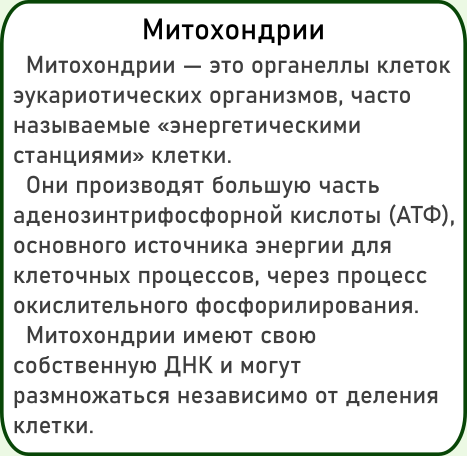 Митохондрии
Митохондрии — это органеллы клеток
эукариотических организмов, часто
называемые «энергетическими
станциями» клетки.
Они производят большую часть
аденозинтрифосфорной кислоты (АТФ),
основного источника энергии для
клеточных процессов, через процесс
окислительного фосфорилирования.
Митохондрии имеют свою
собственную ДНК и могут
размножаться независимо от деления
клетки.